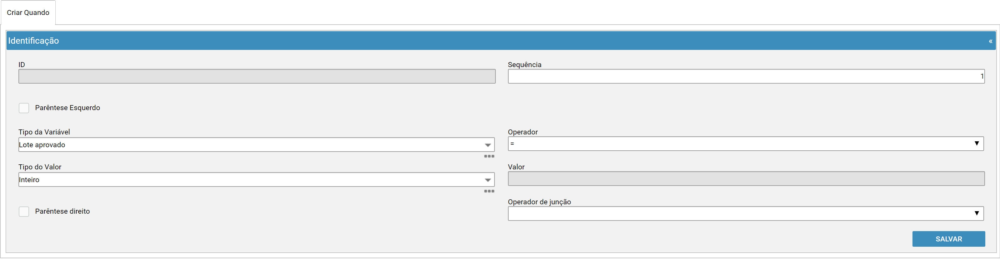 Criar Quando
Identificação «
ID Sequência
1
Parêntese Esquerdo
Tipo da Variável Operador
Lote aprovado =
Tipo do Valor Valor
Inteiro
Operador de junção
Parêntese direito
SALVAR